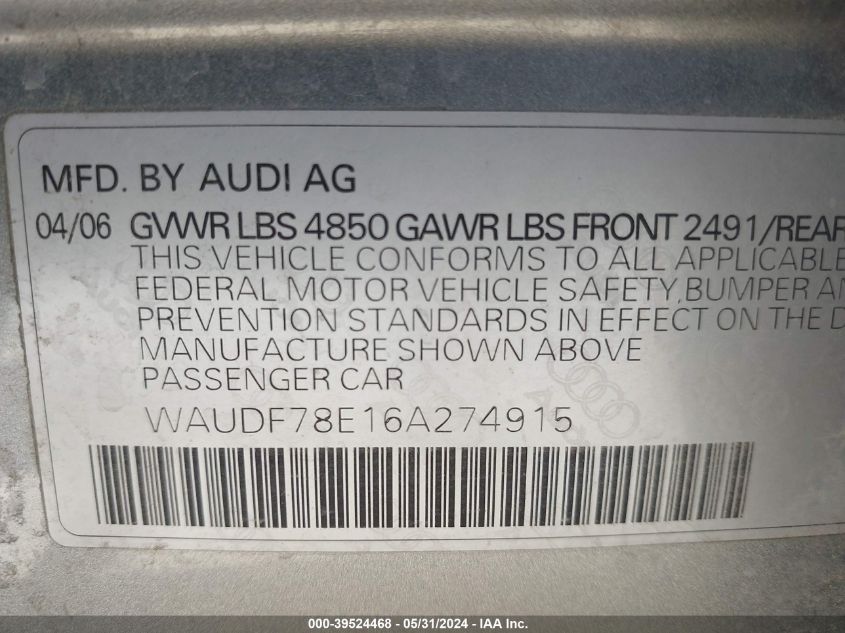 MFD. BY AUDI AG
04/06 GVWR LBS 4850 GAWR LBS FRONT 2491/REAR
THIS VEHICLE CONFORMS TO ALL APPLICABLE
FEDERAL MOTOR VEHICLE SAFETY, BUMPER AN
PREVENTION STANDARDS IN EFFECT ON THE D
MANUFACTURE SHOWN ABOVE
PASSENGER CAR
WAUDF78E16A274915
000-39524468 - 05/31/2024 - IAA Inc.